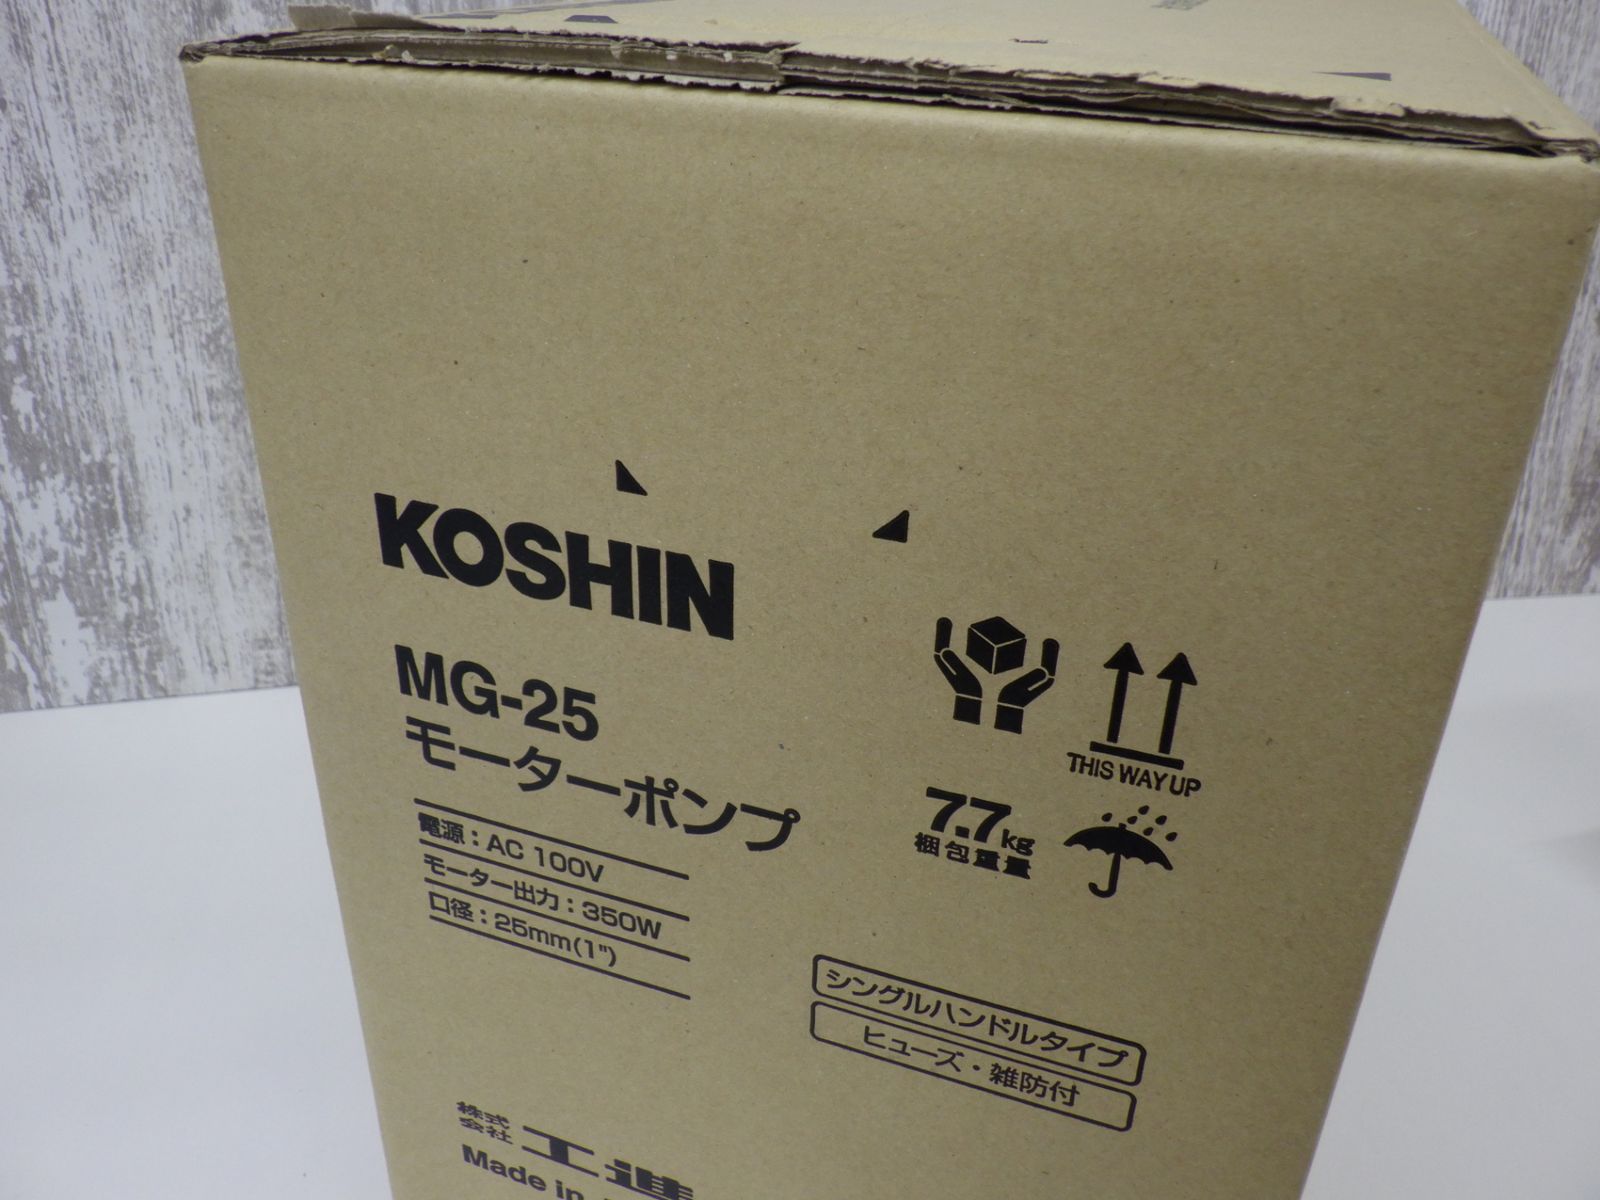 KOSHIN
MG-25
モーターポンプ
電源：AC 100V
モーター出力：350W
口径：25mm(1")
THIS WAY UP
7.7kg
梱包重量
シングルハンドルタイプ
ヒューズ・雑防付
株式会社 工進
Made in